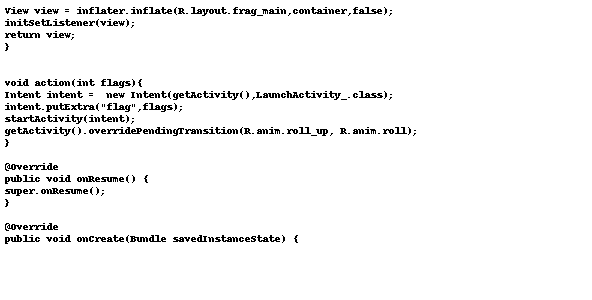 View view = inflater.inflate(R.layout.frag_main,container,false);
initSetListener(view);
return view;
}
void action(int flags){
Intent intent =  new Intent(getActivity(),LaunchActivity_.class);
intent.putExtra("flag",flags);
startActivity(intent);
getActivity().overridePendingTransition(R.anim.roll_up, R.anim.roll);
}
@Override
public void onResume() {
super.onResume();
}
@Override
public void onCreate(Bundle savedInstanceState) {